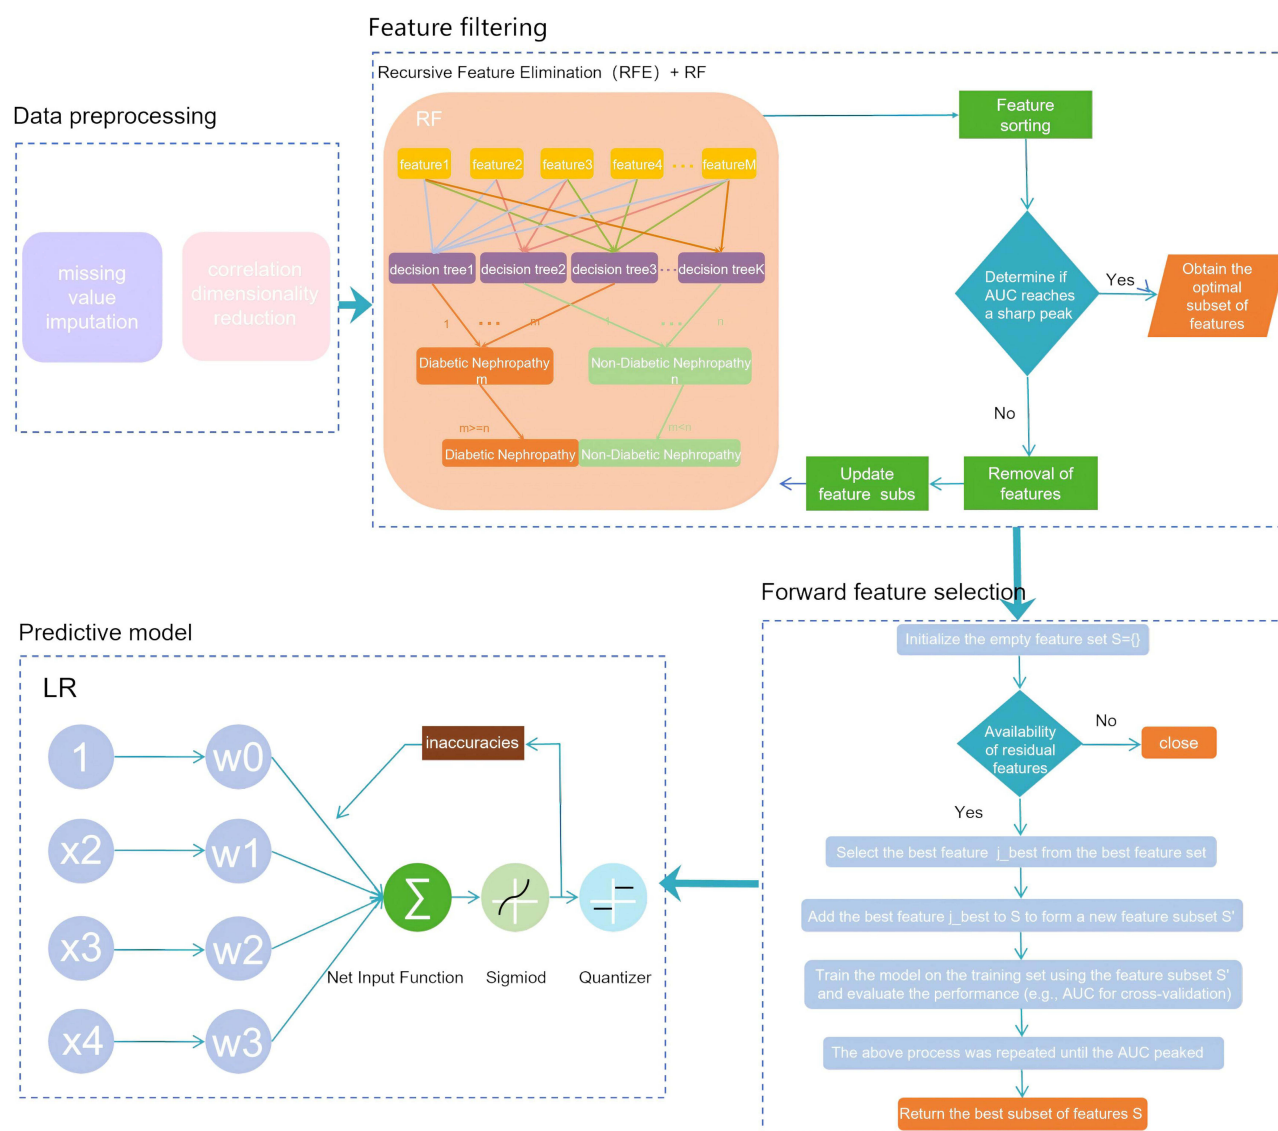 Feature filtering
Recursive Feature Elimination（RFE）+ RF
Data preprocessing
missing
value
imputation
correlation
dimensionality
reduction
RF
feature1 feature2 feature3 feature4 ... featureM
decision tree1 decision tree2 decision tree3 ... decision treeK
1 ... m 1 ... n
Diabetic Nephropathy
m
Non-Diabetic Nephropathy
n
m>=n m<n
Diabetic Nephropathy Non-Diabetic Nephropathy
Feature
sorting
Determine if
AUC reaches
a sharp peak
Yes
Obtain the
optimal
subset of
features
No
Removal of
features
Update
feature subs
Forward feature selection
Initialize the empty feature set S={}
Availability
of residual
features
No
close
Yes
Select the best feature j_best from the best feature set
Add the best feature j_best to S to form a new feature subset S'
Train the model on the training set using the feature subset S'
and evaluate the performance (e.g., AUC for cross-validation)
The above process was repeated until the AUC peaked
Return the best subset of features S
Predictive model
LR
1 w0
x2 w1
x3 w2
x4 w3
inaccuracies
Σ
Net Input Function Sigmiod Quantizer